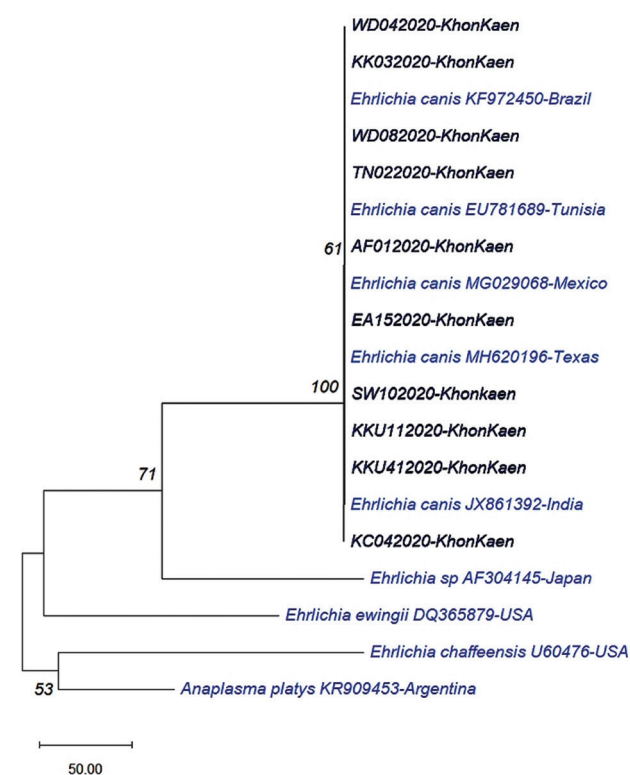 WD042020-KhonKaen
KK032020-KhonKaen
Ehrlichia canis KF972450-Brazil
WD082020-KhonKaen
TN022020-KhonKaen
Ehrlichia canis EU781689-Tunisia
61
AF012020-KhonKaen
Ehrlichia canis MG029068-Mexico
EA152020-KhonKaen
Ehrlichia canis MH620196-Texas
100
SW102020-Khonkaen
KKU112020-KhonKaen
KKU412020-KhonKaen
71
Ehrlichia canis JX861392-India
KC042020-KhonKaen
Ehrlichia sp AF304145-Japan
Ehrlichia ewingii DQ365879-USA
Ehrlichia chaffeensis U60476-USA
53
Anaplasma platys KR909453-Argentina
50.00